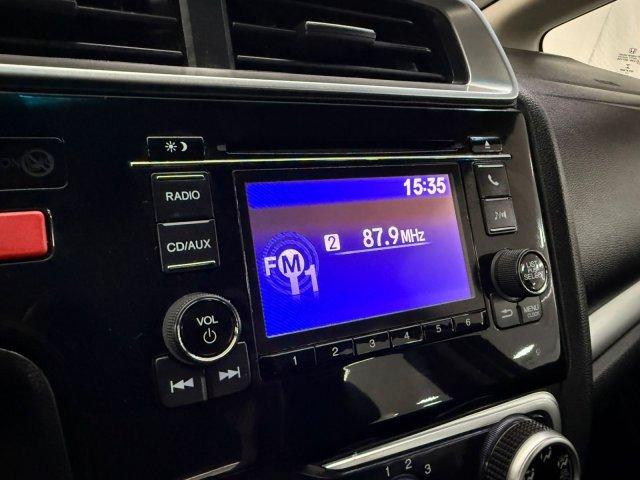 RADIO
CD/AUX
15:35
2 87.9 MHz
FM1
VOL
1 2 3 4 5 6
MENU
1 2 3